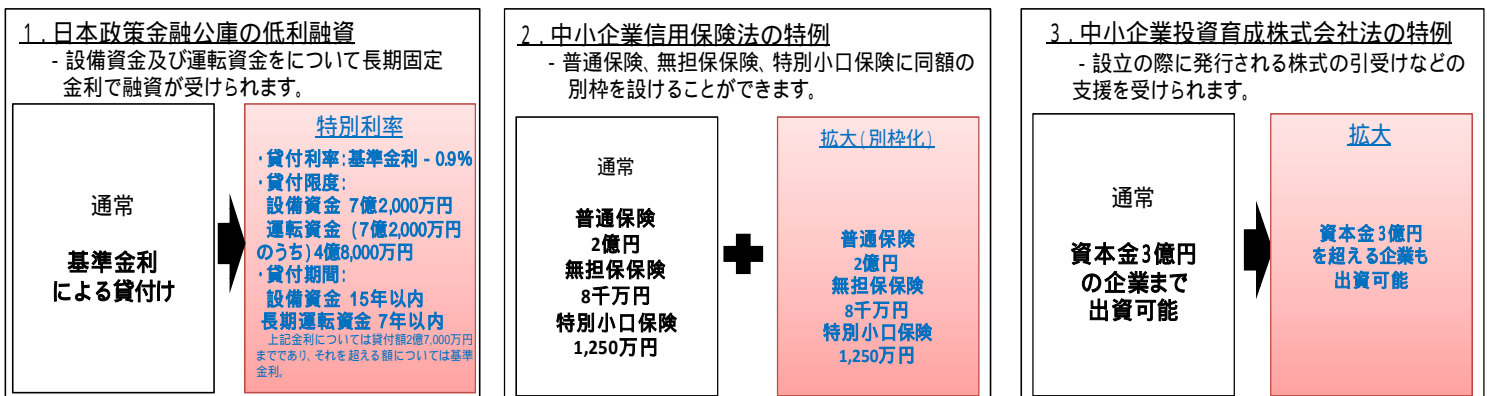 １．日本政策金融公庫の低利融資
- 設備資金及び運転資金をについて長期固定
金利で融資が受けられます。
通常
基準金利
による貸付け
特別利率
・貸付利率：基準金利 - 0.9%
・貸付限度：
設備資金 7億2,000万円
運転資金 (7億2,000万円
のうち)4億8,000万円
・貸付期間：
設備資金 15年以内
長期運転資金 7年以内
上記金利については貸付額2億7,000万円
までであり、それを超える額については基準
金利。
２．中小企業信用保険法の特例
- 普通保険、無担保保険、特別小口保険に同額の
別枠を設けることができます。
通常
普通保険
2億円
無担保保険
8千万円
特別小口保険
1,250万円
拡大(別枠化)
普通保険
2億円
無担保保険
8千万円
特別小口保険
1,250万円
３．中小企業投資育成株式会社法の特例
- 設立の際に発行される株式の引受けなどの
支援を受けられます。
通常
資本金3億円
の企業まで
出資可能
拡大
資本金3億円
を超える企業も
出資可能